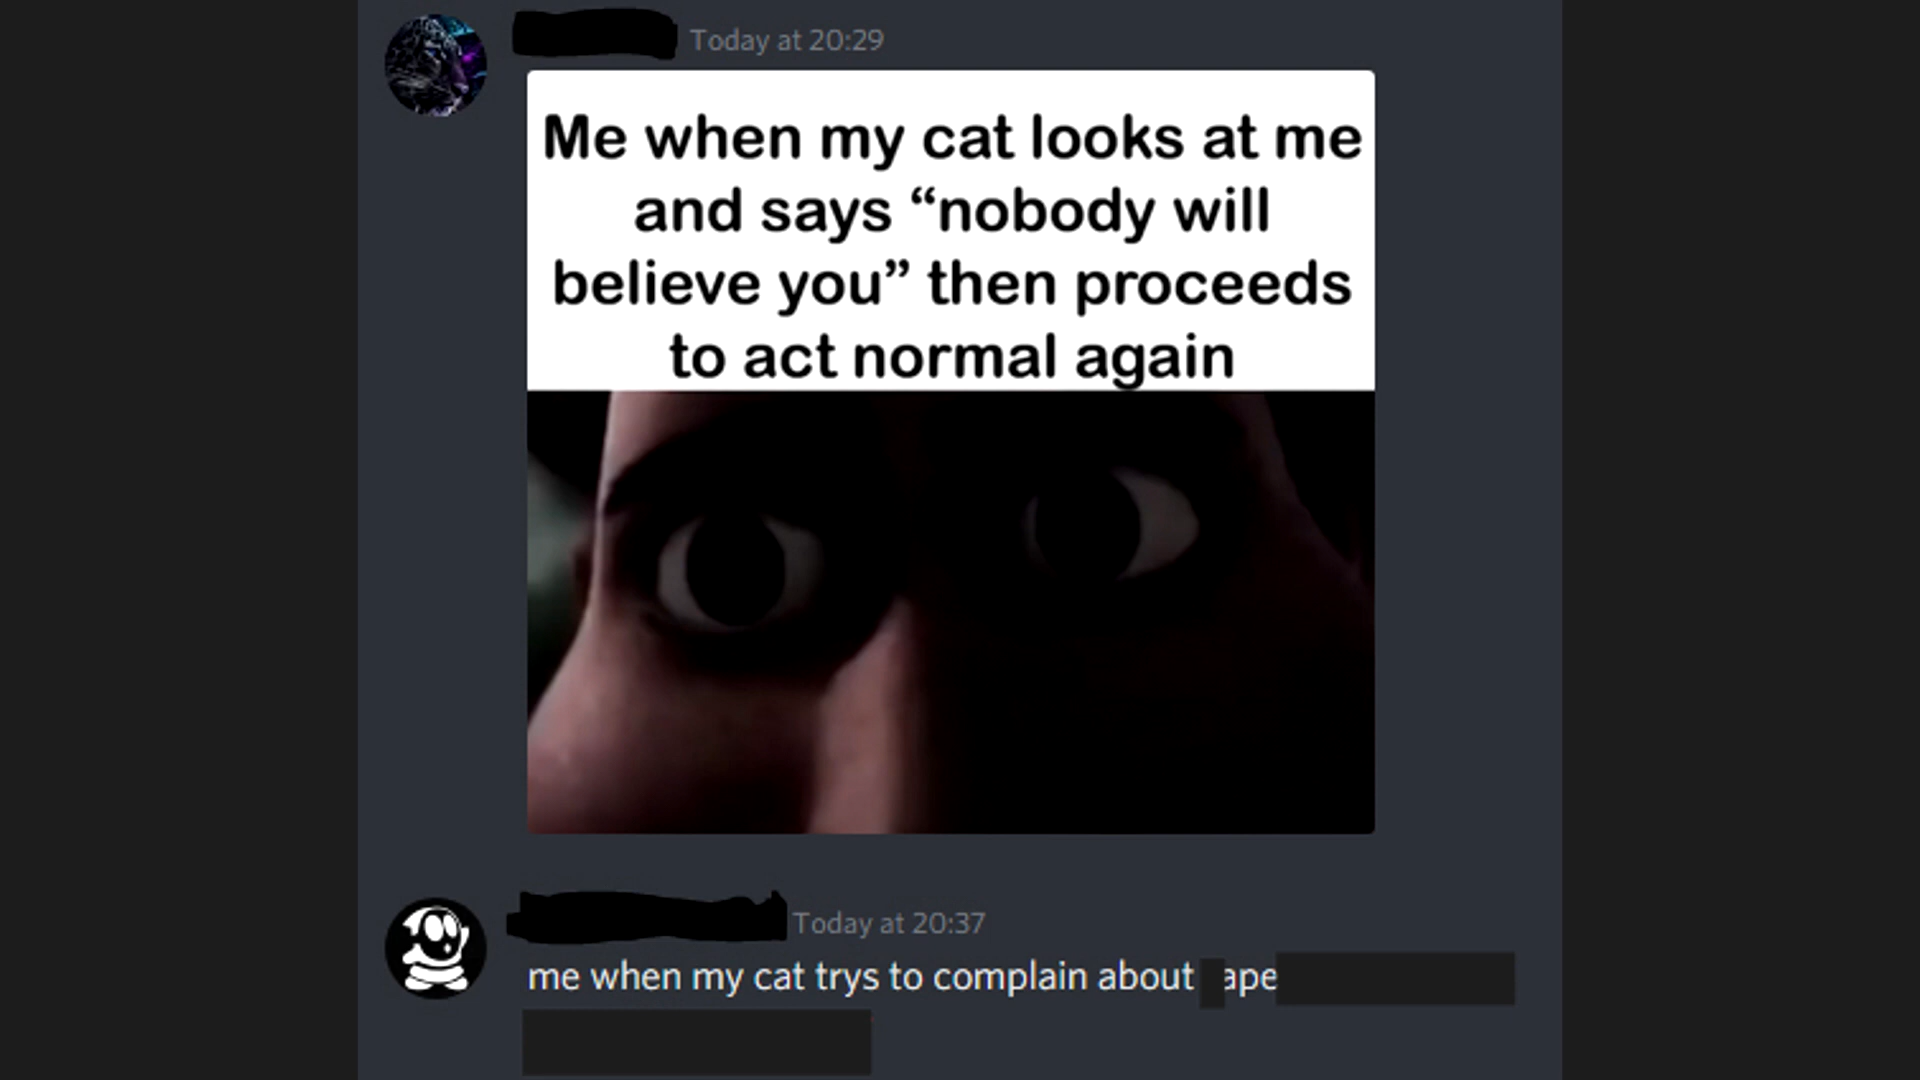 Today at 20:29
Me when my cat looks at me
and says “nobody will
believe you” then proceeds
to act normal again
Today at 20:37
me when my cat trys to complain about ape